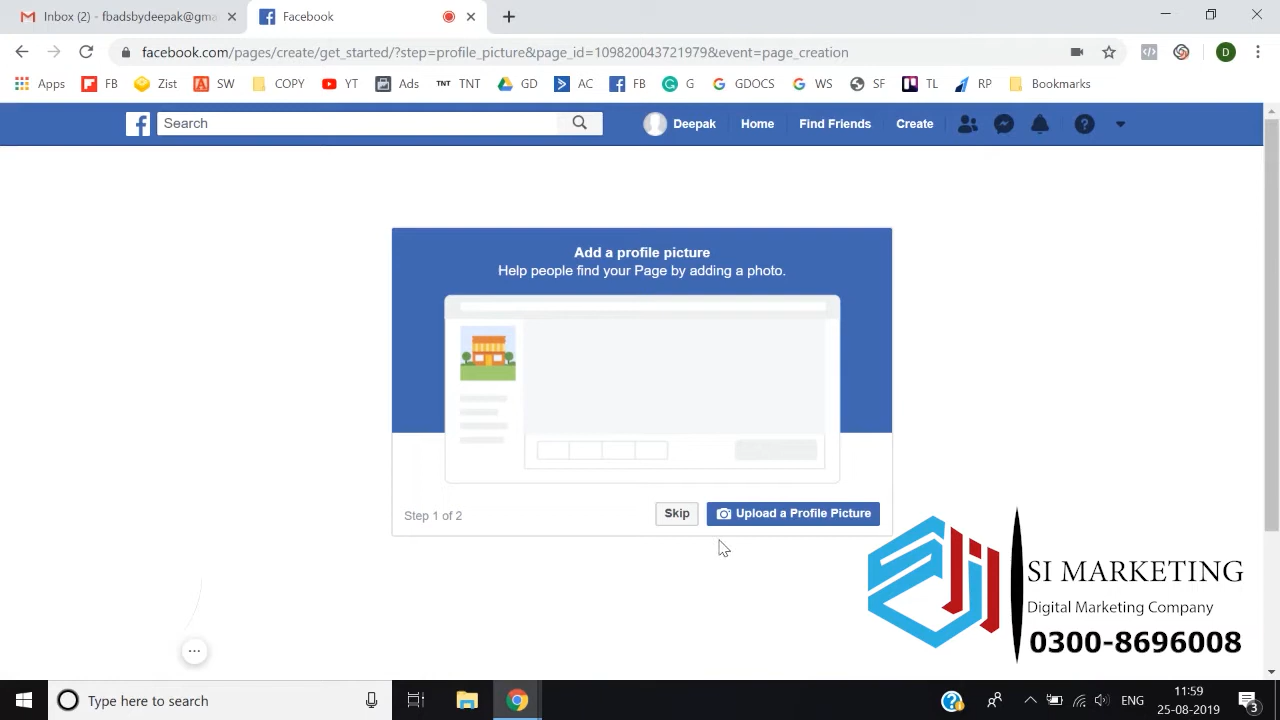 Inbox (2) - fbadsbydeepak@gma
Facebook
facebook.com/pages/create/get_started/?step=profile_picture&page_id=109820043721979&event=page_creation
D
Apps FB Zist SW COPY YT Ads TNT TNT GD AC FB G GDOCS WS SF TL RP Bookmarks
Search
Deepak Home Find Friends Create
Add a profile picture
Help people find your Page by adding a photo.
Step 1 of 2
Skip
Upload a Profile Picture
SI MARKETING
Digital Marketing Company
0300-8696008
Type here to search
ENG
11:59
25-08-2019
3